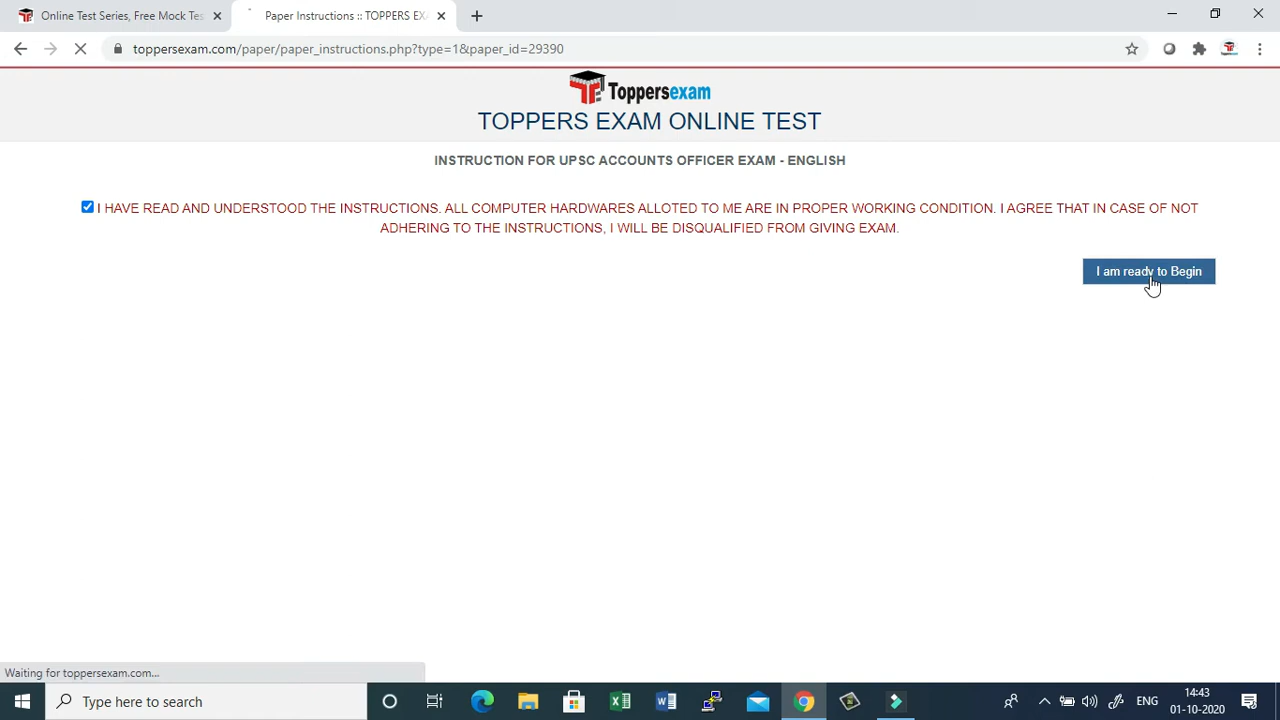 Online Test Series, Free Mock Tes
Paper Instructions :: TOPPERS EXA
toppersexam.com/paper/paper_instructions.php?type=1&paper_id=29390
Toppersexam
TOPPERS EXAM ONLINE TEST
INSTRUCTION FOR UPSC ACCOUNTS OFFICER EXAM - ENGLISH
I HAVE READ AND UNDERSTOOD THE INSTRUCTIONS. ALL COMPUTER HARDWARES ALLOTED TO ME ARE IN PROPER WORKING CONDITION. I AGREE THAT IN CASE OF NOT
ADHERING TO THE INSTRUCTIONS, I WILL BE DISQUALIFIED FROM GIVING EXAM.
I am ready to Begin
Waiting for toppersexam.com...
Type here to search
ENG
14:43
01-10-2020